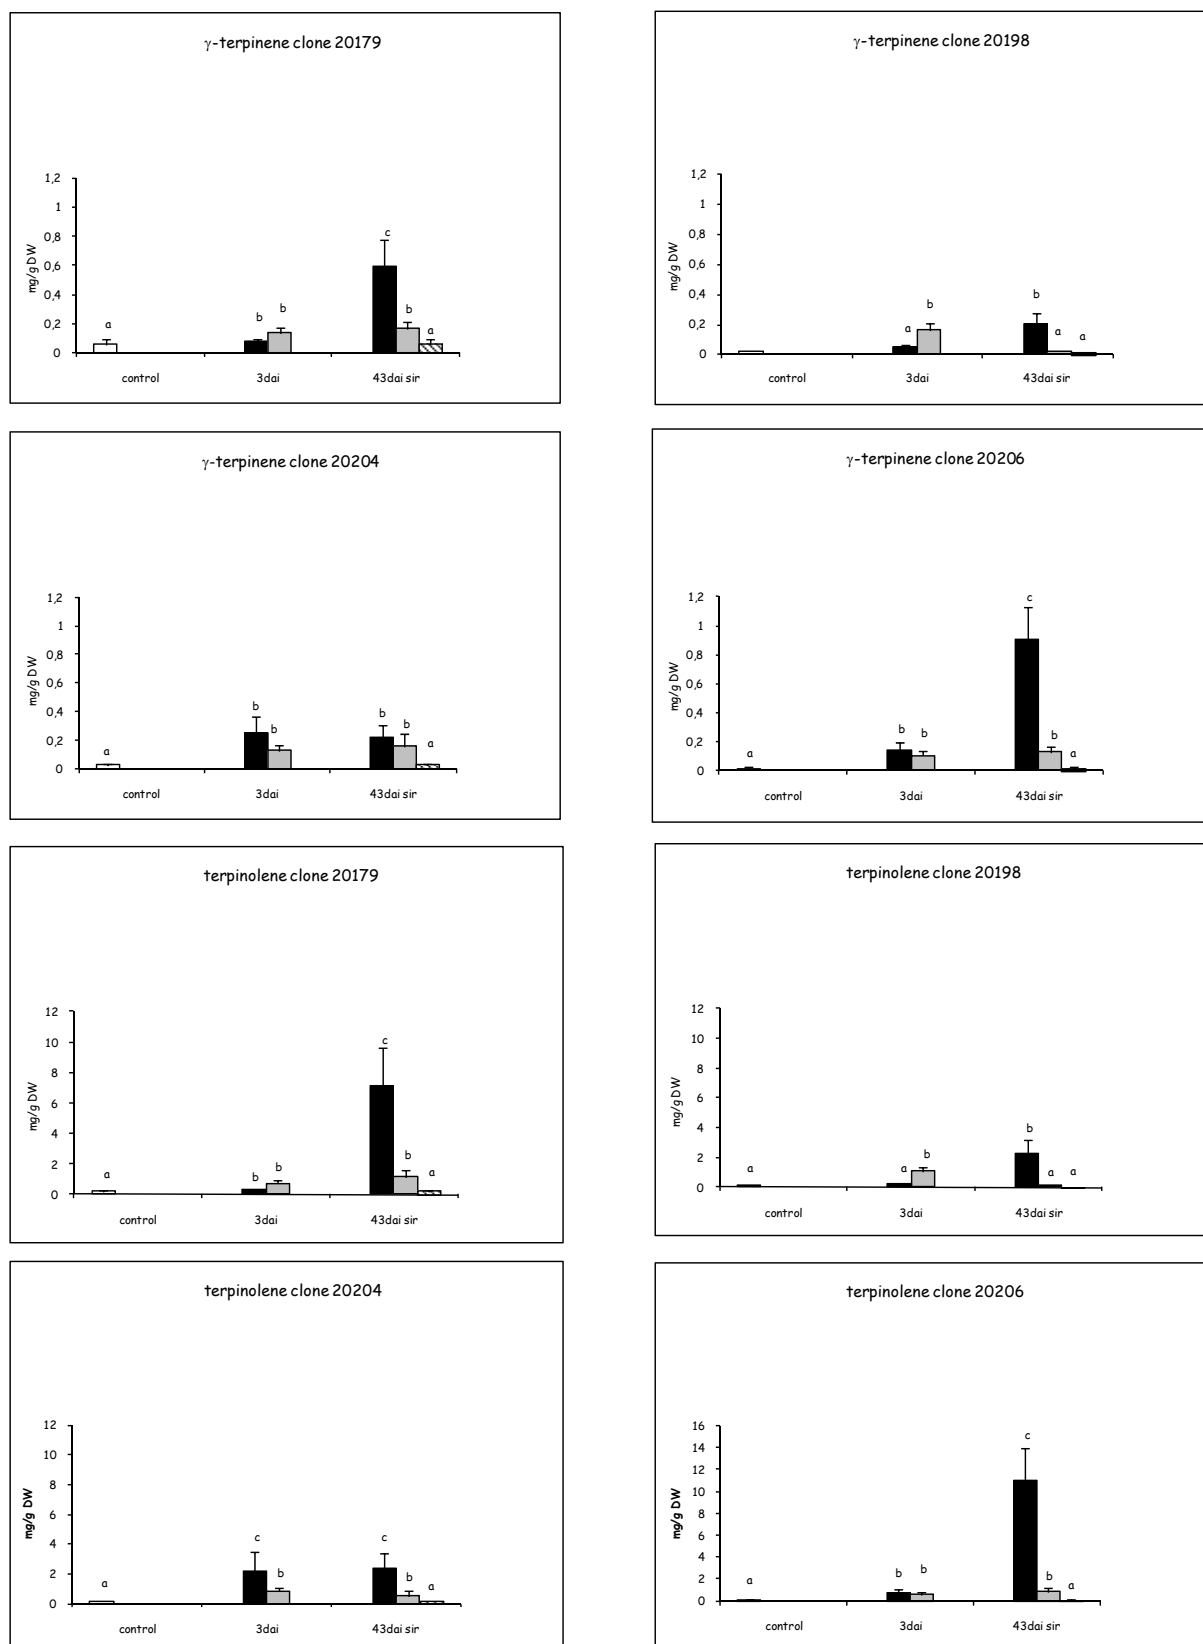 γ-terpinene clone 20179
1,2
1
0,8
0,6
0,4
0,2
0
mg/g DW
a
b
b
c
b
a
control
3dai
43dai sir
γ-terpinene clone 20198
1,2
1
0,8
0,6
0,4
0,2
0
mg/g DW
a
b
b
a
a
control
3dai
43dai sir
γ-terpinene clone 20204
1,2
1
0,8
0,6
0,4
0,2
0
mg/g DW
a
b
b
b
b
a
control
3dai
43dai sir
γ-terpinene clone 20206
1,2
1
0,8
0,6
0,4
0,2
0
mg/g DW
a
b
b
c
b
a
control
3dai
43dai sir
terpinolene clone 20179
12
10
8
6
4
2
0
mg/g DW
a
b
b
c
b
a
control
3dai
43dai sir
terpinolene clone 20198
12
10
8
6
4
2
0
mg/g DW
a
a
b
b
a
a
control
3dai
43dai sir
terpinolene clone 20204
12
10
8
6
4
2
0
mg/g DW
a
c
b
c
b
a
control
3dai
43dai sir
terpinolene clone 20206
16
14
12
10
8
6
4
2
0
mg/g DW
a
b
b
c
b
a
control
3dai
43dai sir